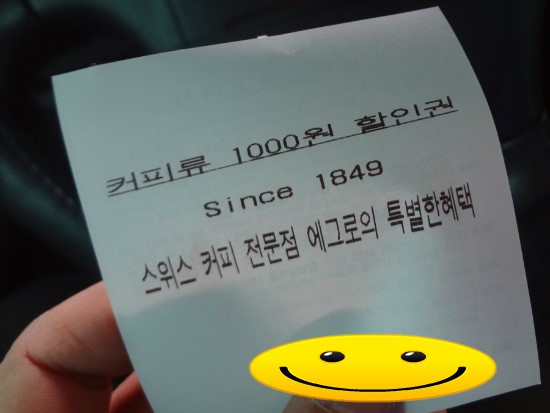 커피류 1000원 할인권
Since 1849
스위스 커피 전문점 에그로의 특별한혜택